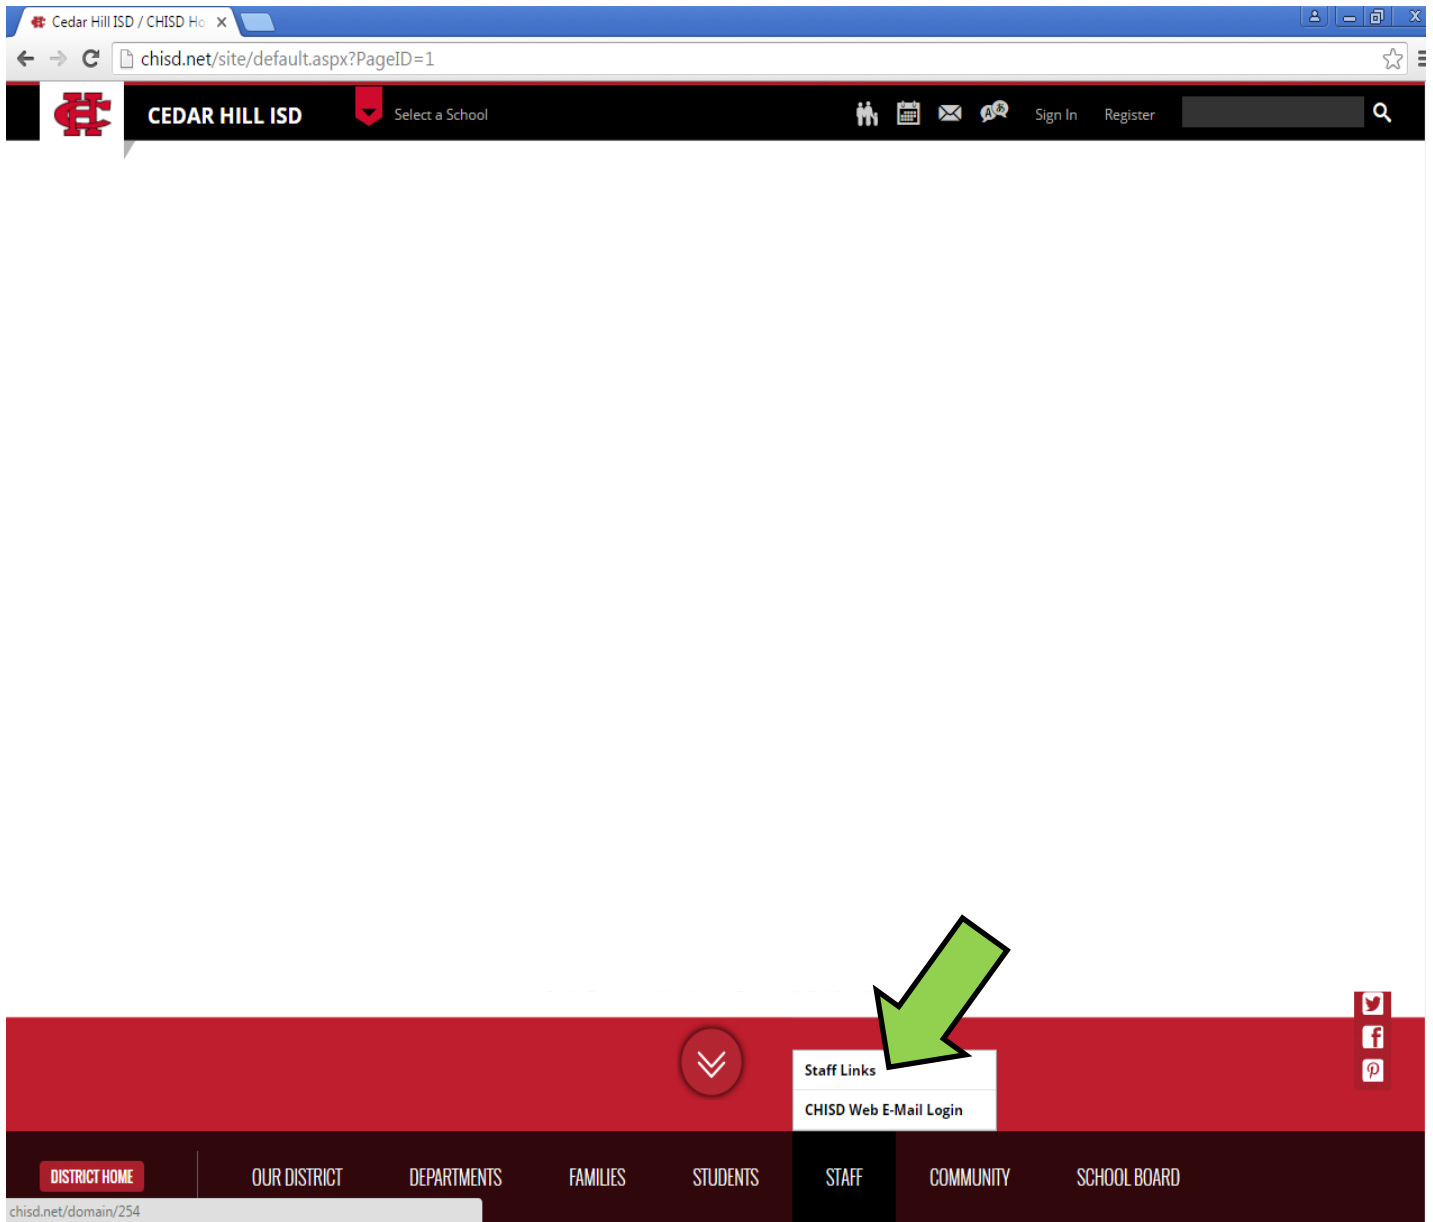 Cedar Hill ISD / CHISD Ho
chisd.net/site/default.aspx?PageID=1
CEDAR HILL ISD
Select a School
Sign In
Register
Staff Links
CHISD Web E-Mail Login
DISTRICT HOME
OUR DISTRICT
DEPARTMENTS
FAMILIES
STUDENTS
STAFF
COMMUNITY
SCHOOL BOARD
chisd.net/domain/254